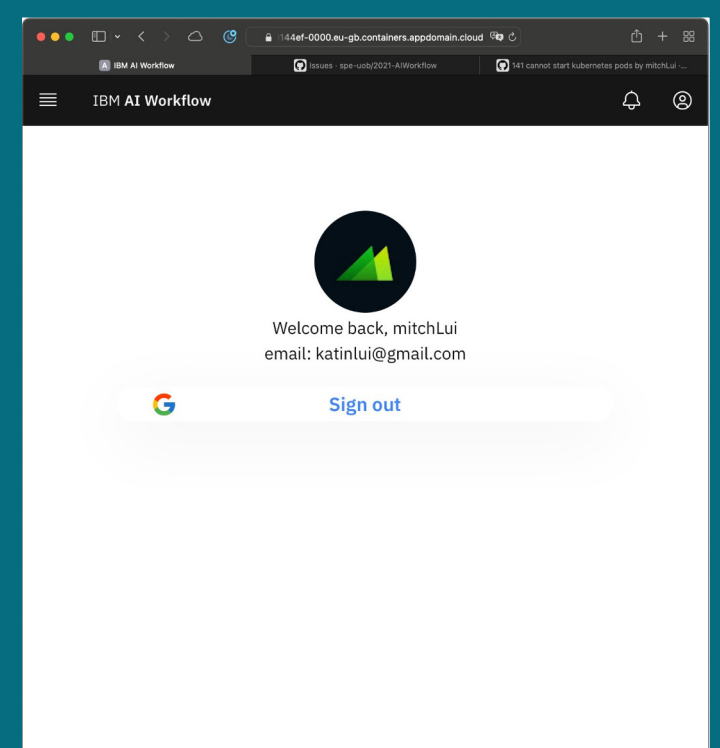 144ef-0000.eu-gb.containers.appdomain.cloud
A IBM AI Workflow
Issues · spe-uob/2021-AIWorkflow
141 cannot start kubernetes pods by mitchLui ·...
IBM AI Workflow
Welcome back, mitchLui
email: katinlui@gmail.com
G Sign out